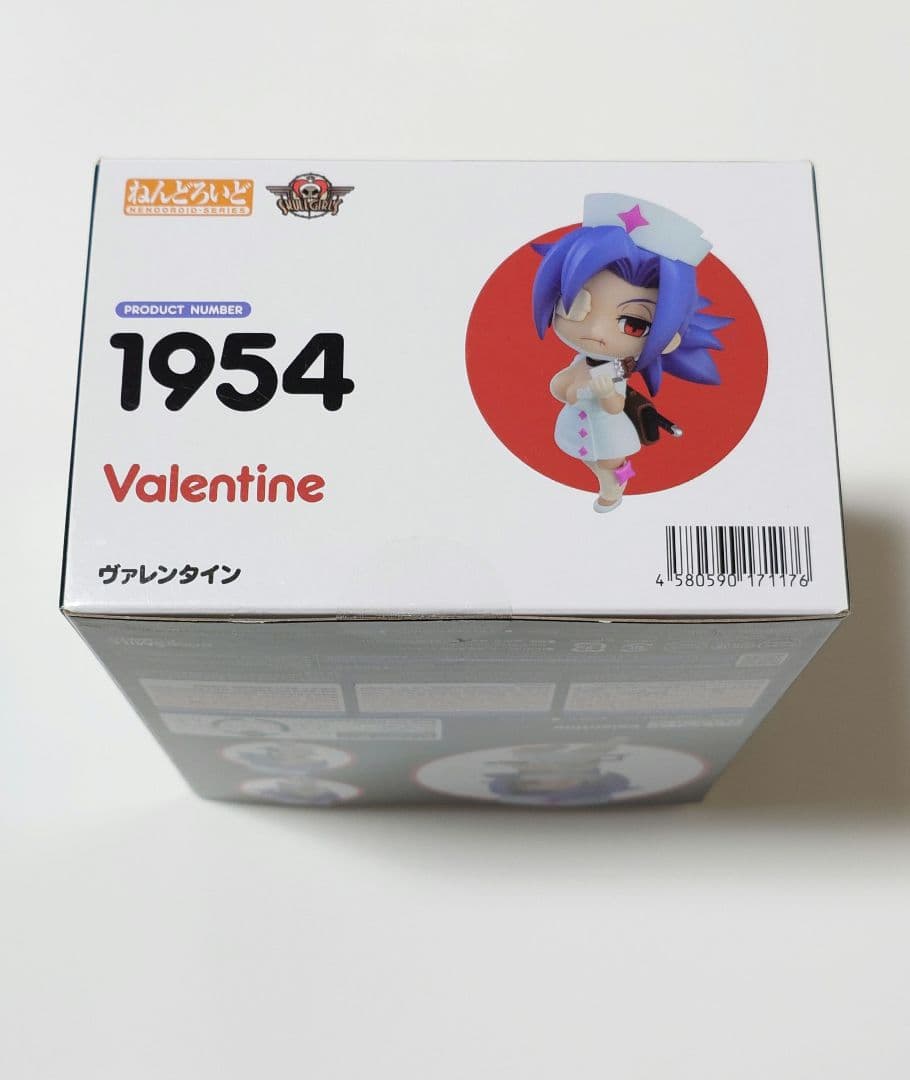 ねんどろいど
NENDOROID-SERIES
SKULLGIRLS
PRODUCT NUMBER
1954
Valentine
ヴァレンタイン
4 580590 171176